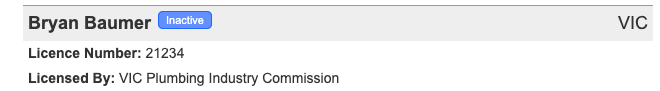 Bryan Baumer Inactive VIC
Licence Number: 21234
Licensed By: VIC Plumbing Industry Commission